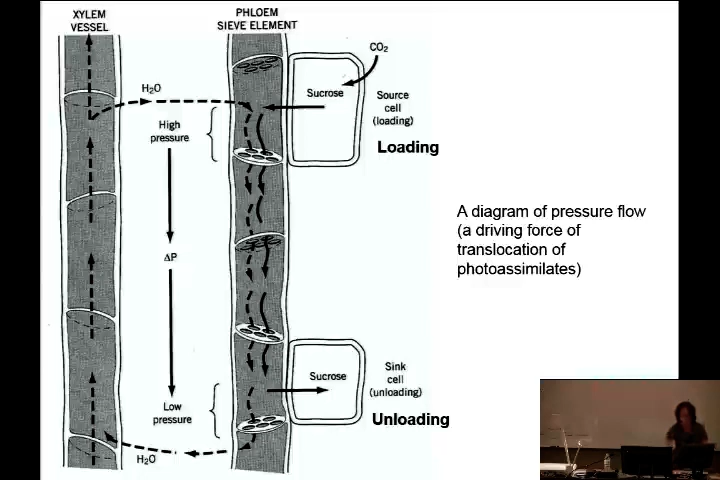 XYLEM
VESSEL
PHLOEM
SIEVE ELEMENT
CO2
H2O
Sucrose
Source
cell
(loading)
High
pressure
Loading
A diagram of pressure flow
(a driving force of
translocation of
photoassimilates)
ΔP
Sucrose
Sink
cell
(unloading)
Low
pressure
Unloading
H2O